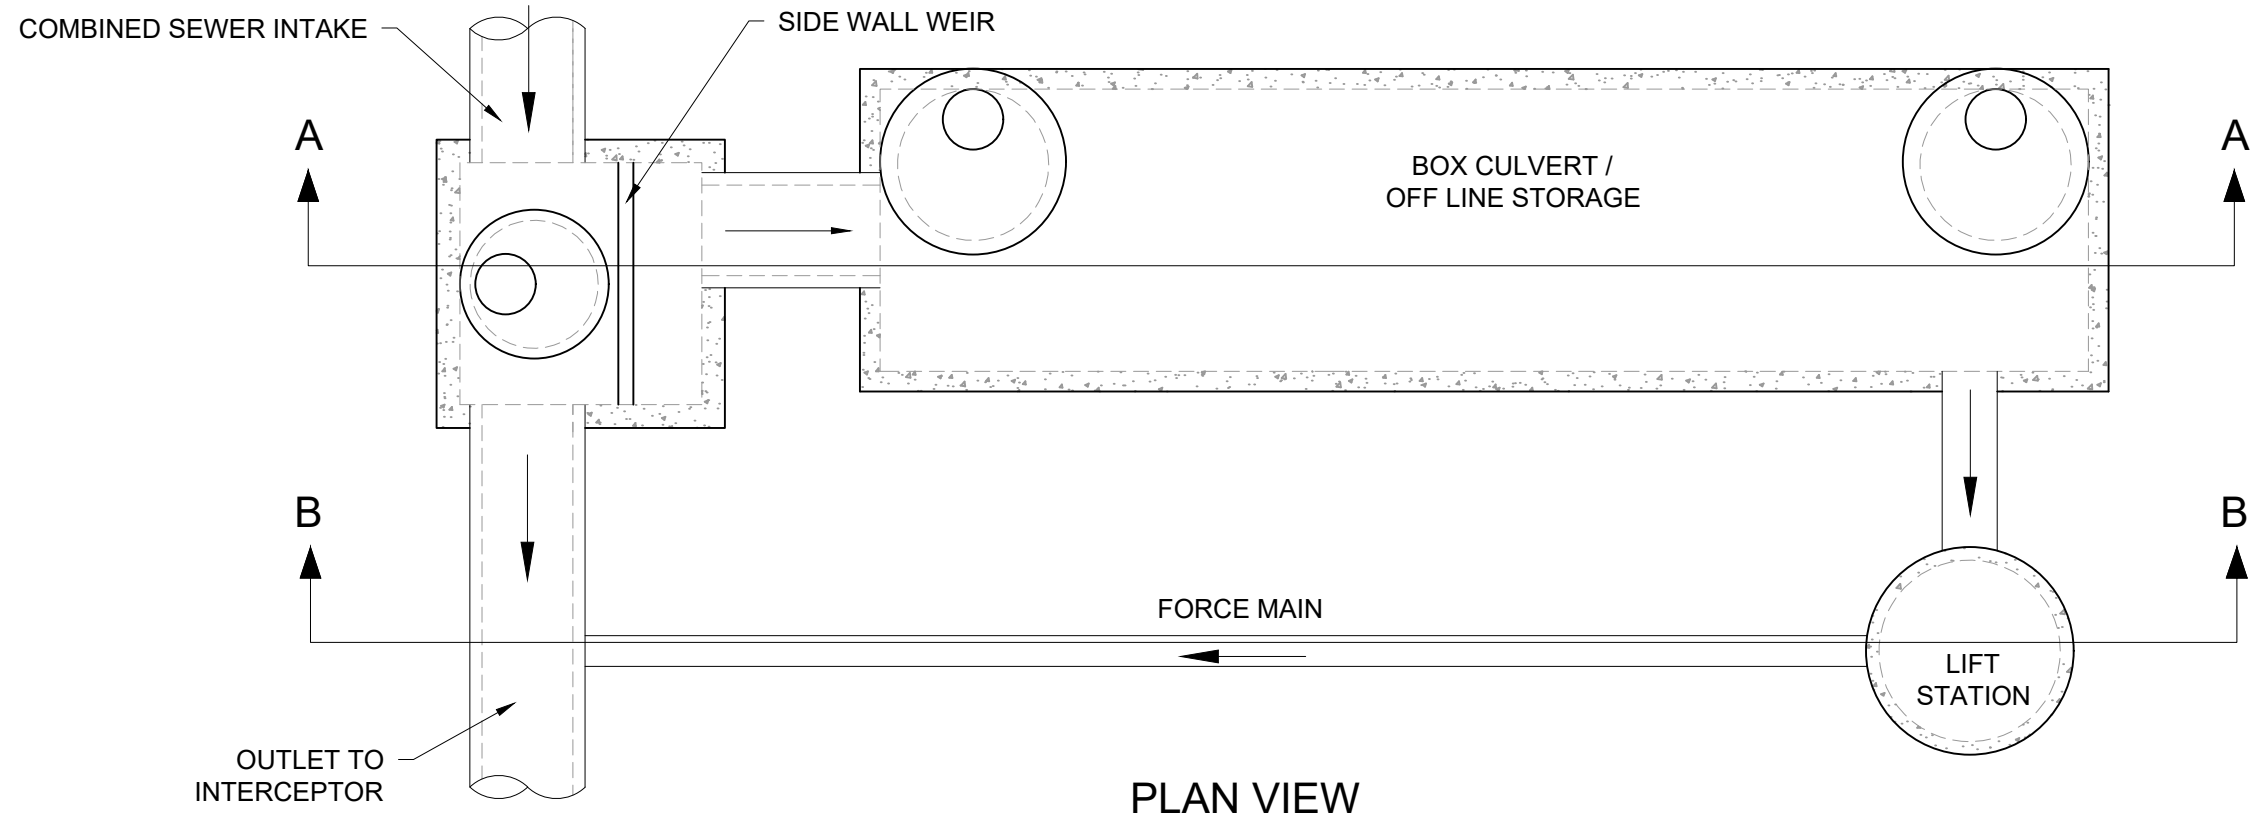 COMBINED SEWER INTAKE
SIDE WALL WEIR
A
A
BOX CULVERT /
OFF LINE STORAGE
B
B
FORCE MAIN
LIFT
STATION
OUTLET TO
INTERCEPTOR
PLAN VIEW